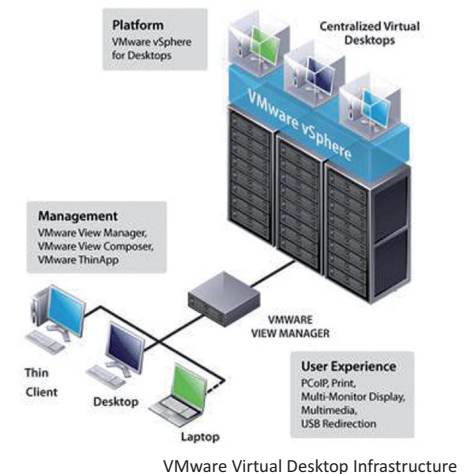 Platform
VMware vSphere
for Desktops
Centralized Virtual
Desktops
VMware vSphere
Management
VMware View Manager,
VMware View Composer,
VMware ThinApp
VMWARE
VIEW MANAGER
Thin
Client
Desktop
Laptop
User Experience
PCoIP, Print,
Multi-Monitor Display,
Multimedia,
USB Redirection
VMware Virtual Desktop Infrastructure